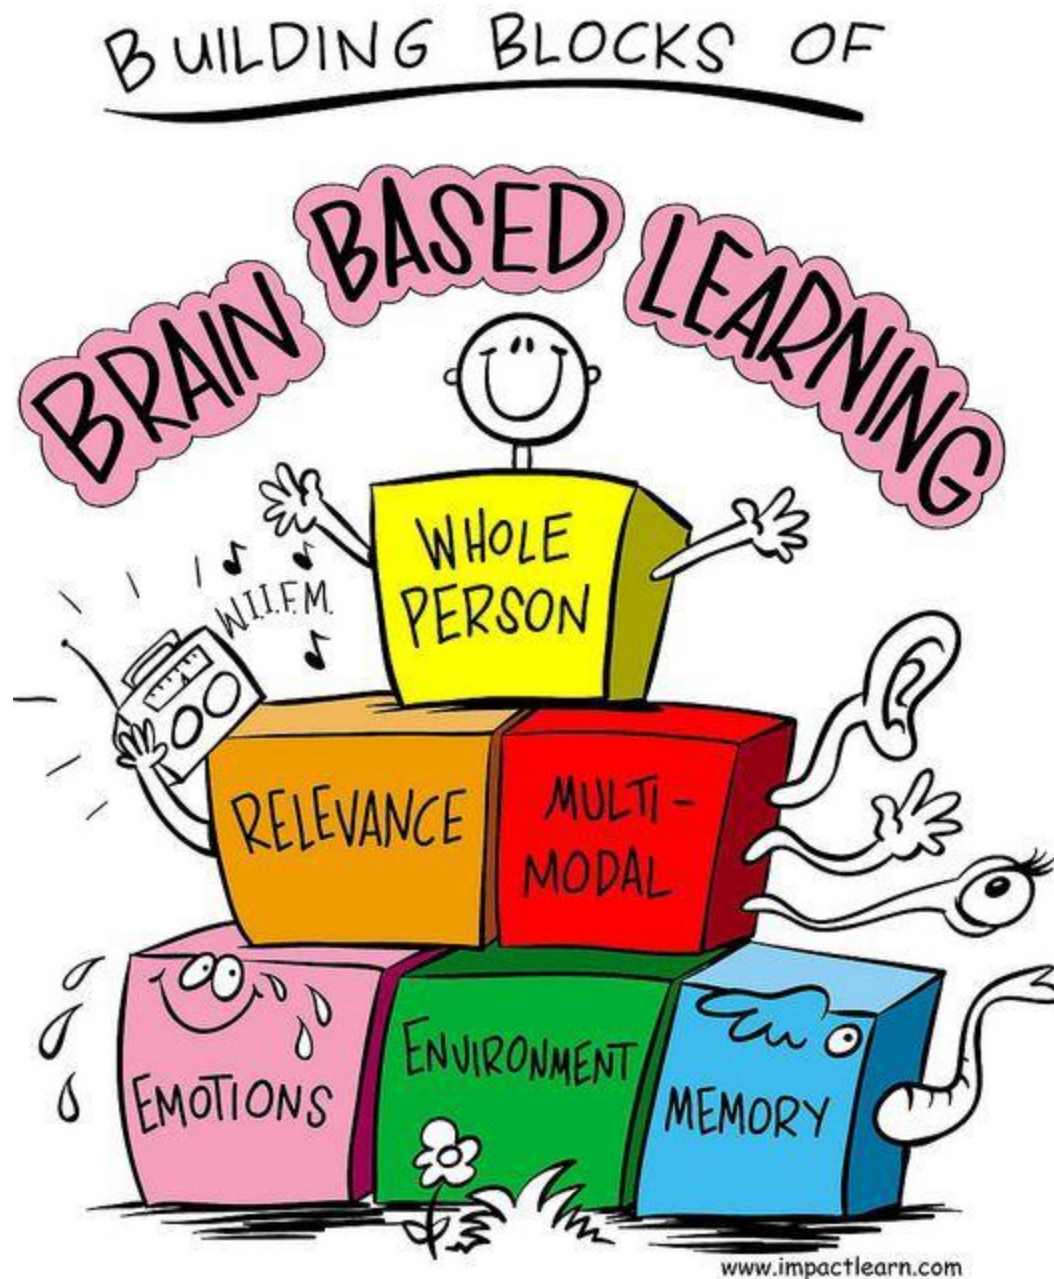 BUILDING BLOCKS OF
BRAIN BASED LEARNING
WHOLE
PERSON
W.I.I.F.M.
RELEVANCE
MULTI-
MODAL
EMOTIONS
ENVIRONMENT
MEMORY
www.impactlearn.com